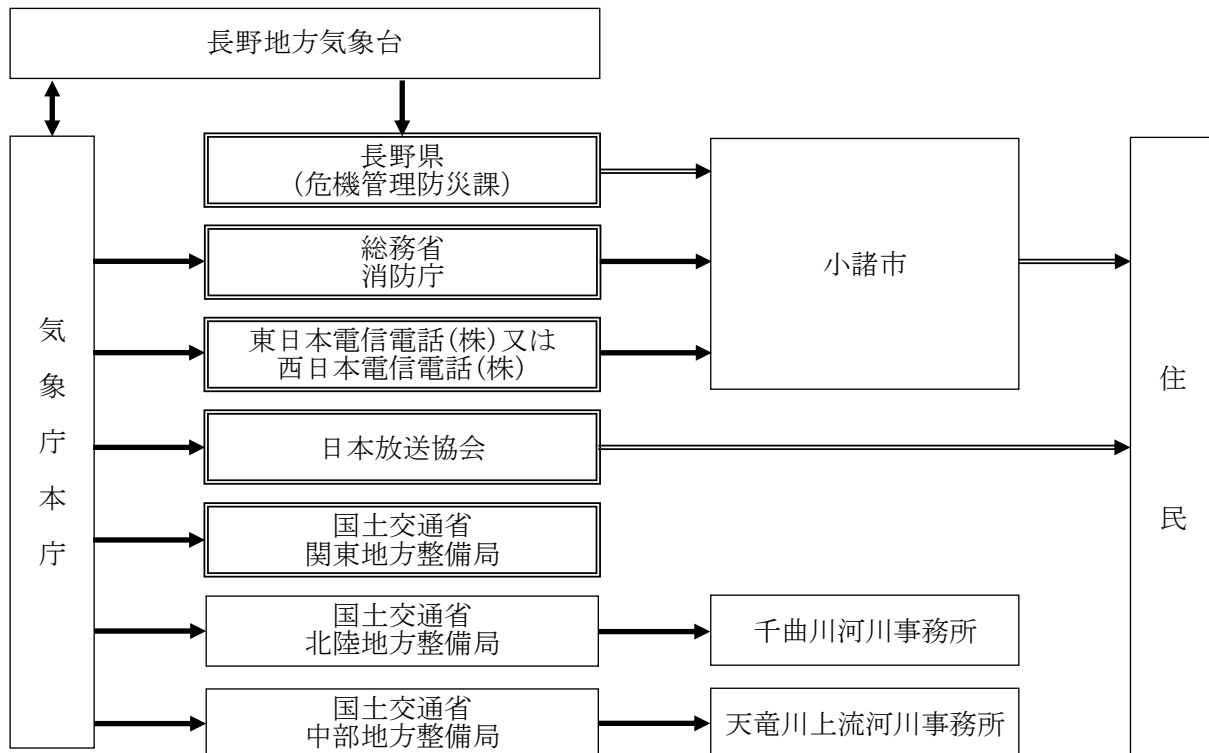 長野地方気象台
長野県
(危機管理防災課)
総務省
消防庁
小諸市
東日本電信電話(株)又は
西日本電信電話(株)
気象庁本庁
日本放送協会
住民
国土交通省
関東地方整備局
国土交通省
北陸地方整備局
千曲川河川事務所
国土交通省
中部地方整備局
天竜川上流河川事務所